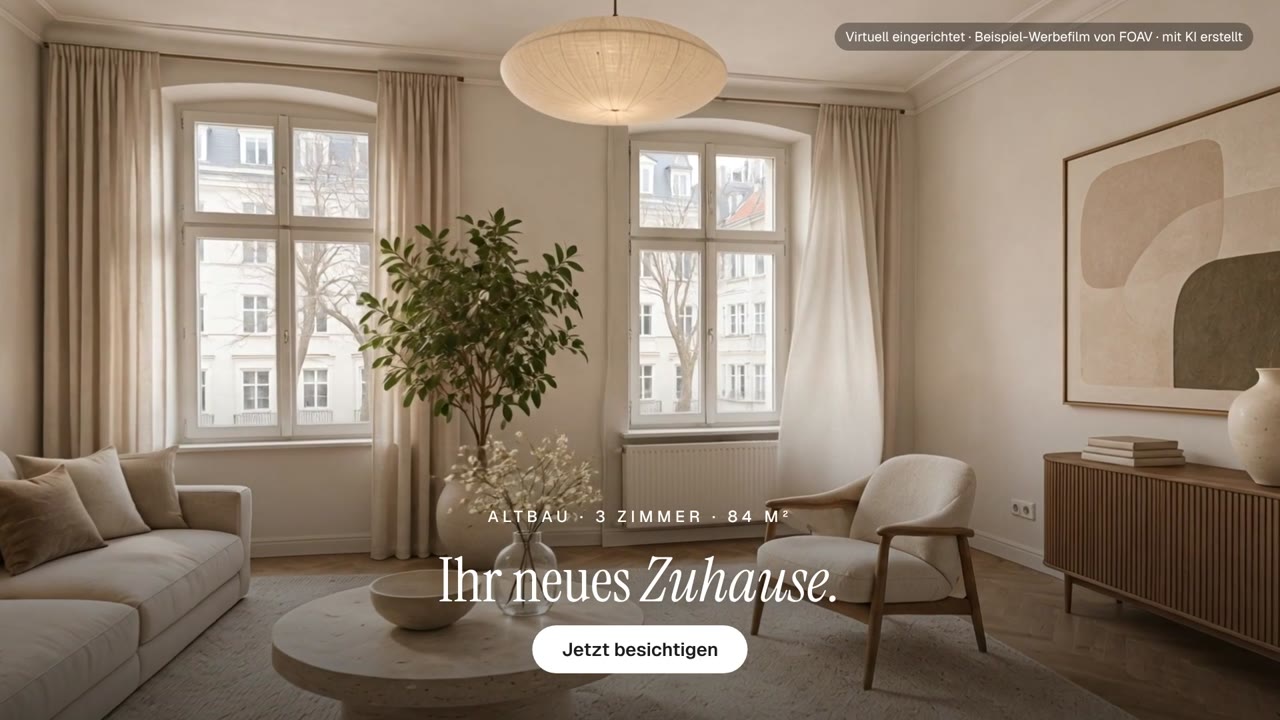 Virtuell eingerichtet · Beispiel-Werbefilm von FOAV · mit KI erstellt
ALTBAU · 3 ZIMMER · 84 M²
Ihr neues Zuhause.
Jetzt besichtigen